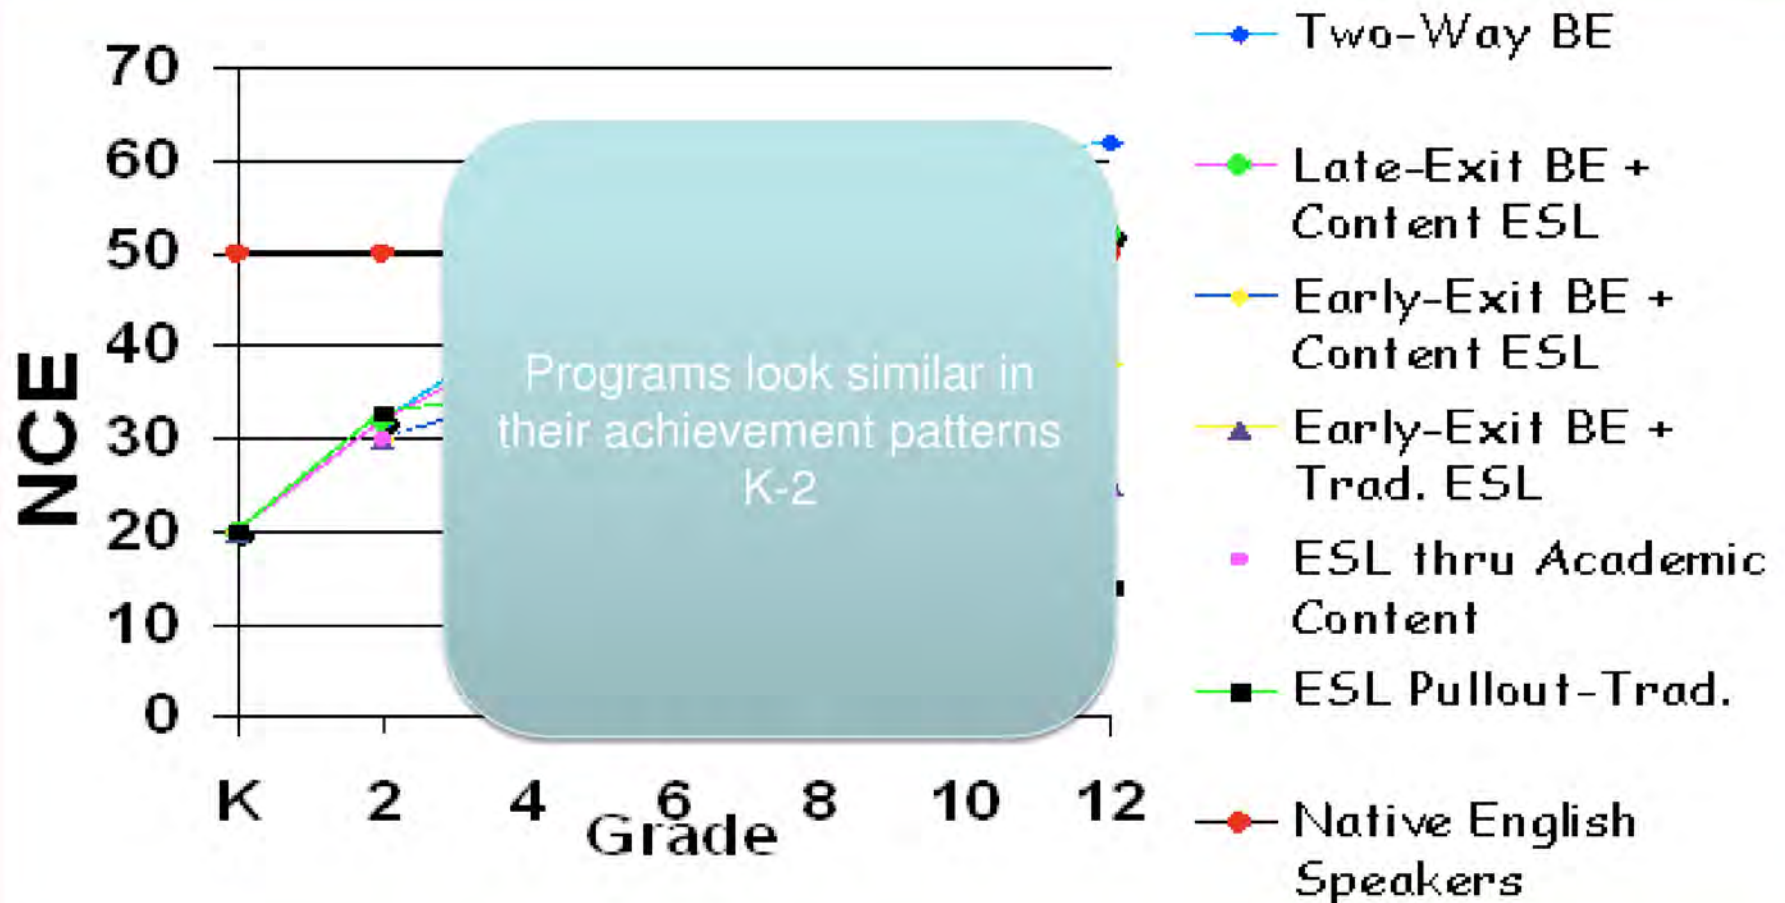 70
60
50
40
30
20
10
0
NCE
K 2 4 6 8 10 12
Grade
Programs look similar in
their achievement patterns
K-2
Two-Way BE
Late-Exit BE +
Content ESL
Early-Exit BE +
Content ESL
Early-Exit BE +
Trad. ESL
ESL thru Academic
Content
ESL Pullout-Trad.
Native English
Speakers